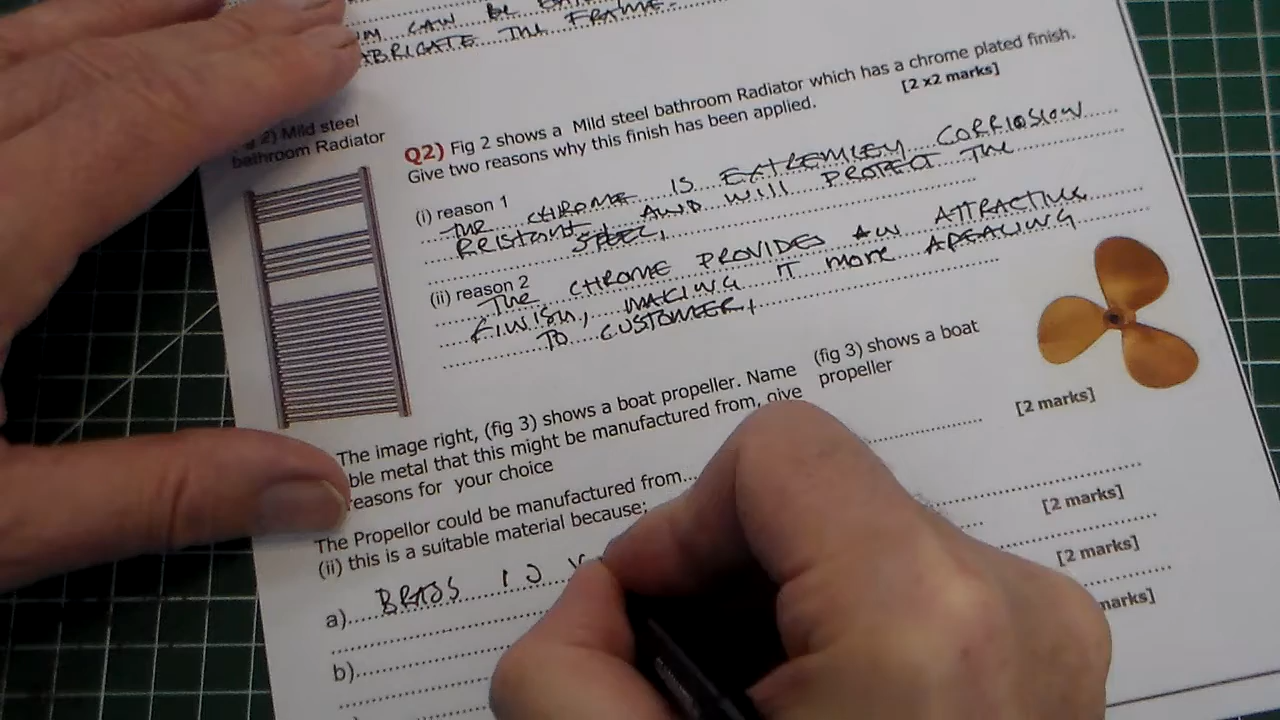 CAN BE
FABRICATE THE FRAME.
2) Mild steel
bathroom Radiator
Q2) Fig 2 shows a Mild steel bathroom Radiator which has a chrome plated finish.
Give two reasons why this finish has been applied.
[2 x2 marks]
(i) reason 1
THE CHROME IS EXTREMLEY CORRIOSION
RESISTANT AND WILL PROTECT THE
STEEL.
(ii) reason 2
THE CHROME PROVIDES AN ATTRACTIVE
FINISH, MAKING IT MORE APEALING
TO CUSTOMER,
The image right, (fig 3) shows a boat propeller. Name
ble metal that this might be manufactured from, give
reasons for your choice
(fig 3) shows a boat
propeller
The Propellor could be manufactured from...
[2 marks]
(ii) this is a suitable material because;
a) BRASS IS
[2 marks]
b)
[2 marks]
marks]